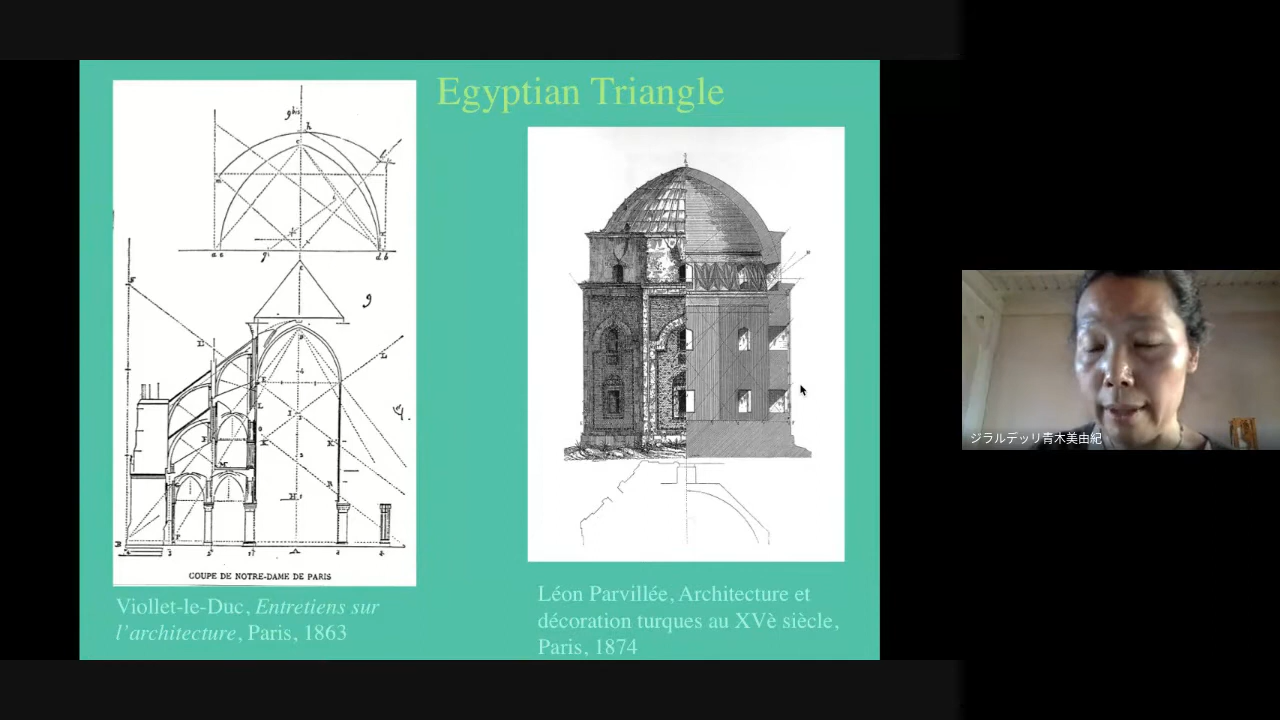 Egyptian Triangle
COUPE DE NOTRE-DAME DE PARIS
Viollet-le-Duc, Entretiens sur
l'architecture, Paris, 1863
Léon Parvillée, Architecture et
décoration turques au XVè siècle,
Paris, 1874
ジラルデッリ青木美由紀